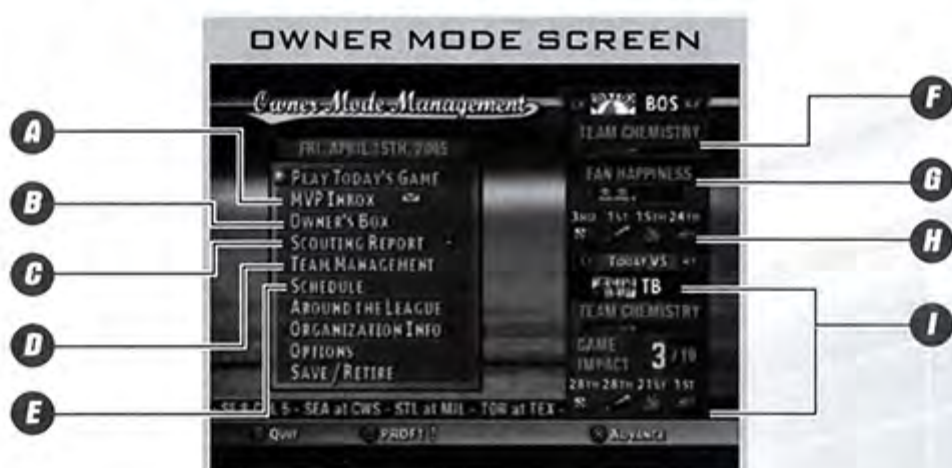 OWNER MODE SCREEN
Owner Mode Management
BOS
TEAM CHEMISTRY
FRI. APRIL 15TH, 2005
FAN HAPPINESS
PLAY TODAY'S GAME
MVP INBOX
OWNER'S BOX
SCOUTING REPORT
TEAM MANAGEMENT
SCHEDULE
AROUND THE LEAGUE
ORGANIZATION INFO
OPTIONS
SAVE / RETIRE
3RD 1ST 15TH 24TH
TODAY VS
TB
TEAM CHEMISTRY
GAME IMPACT 3 /10
28TH 28TH 21ST 1ST
5 - SEA at CWS - STL at MIL - TOR at TEX -
QUIT
ADVANCE
A
B
C
D
E
F
G
H
I